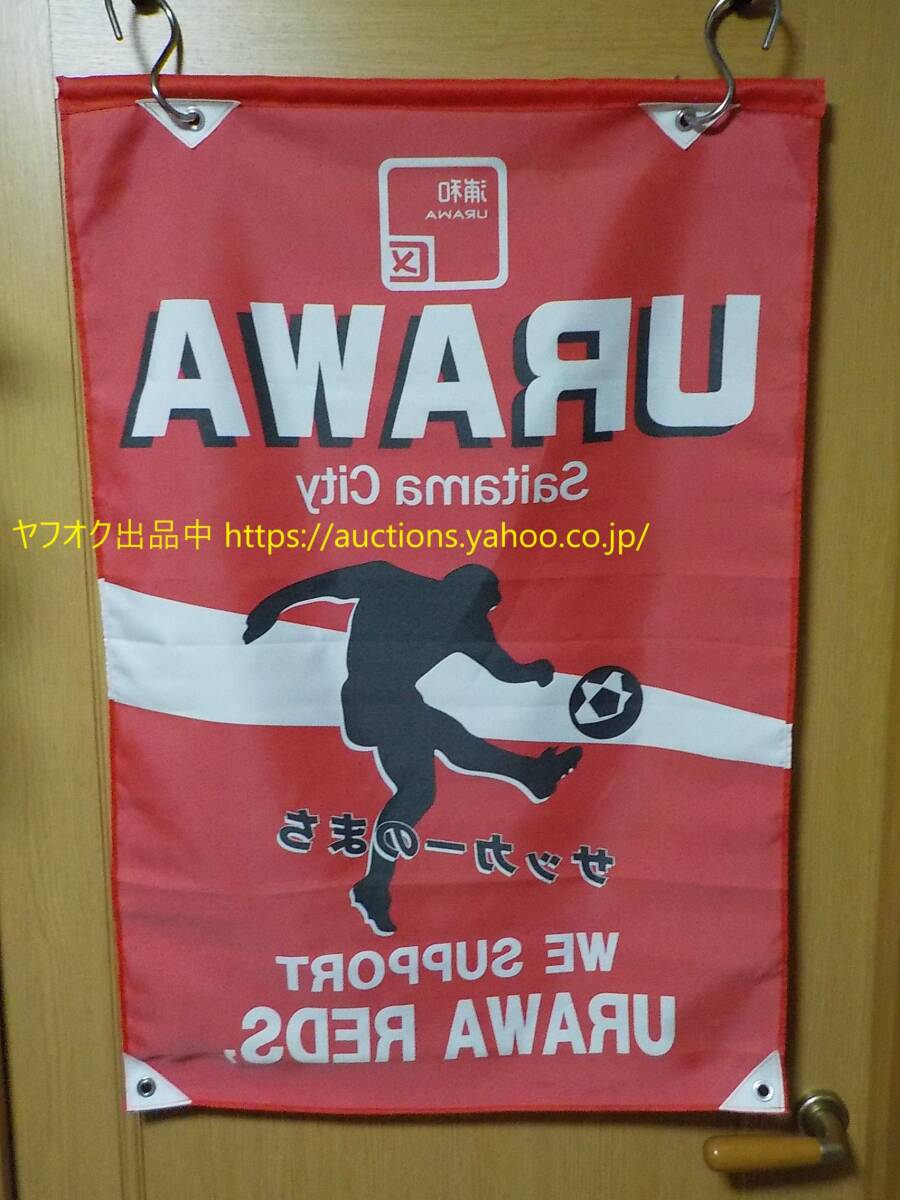 浦和
URAWA
区
URAWA
Saitama City
ヤフオク出品中 https://auctions.yahoo.co.jp/
サッカーのまち
WE SUPPORT
URAWA REDS,